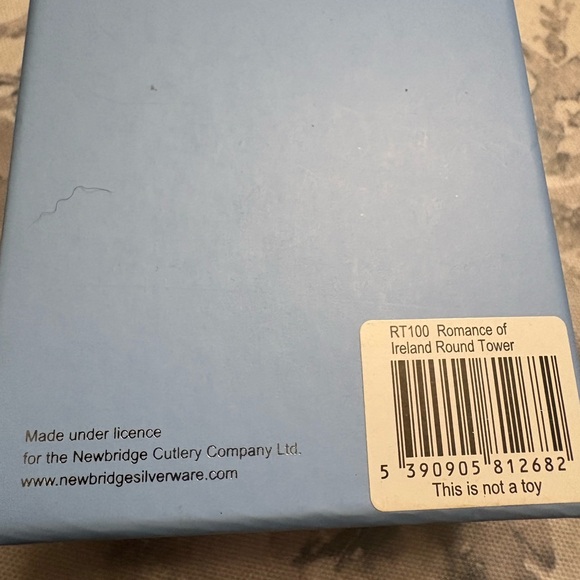 RT100 Romance of
Ireland Round Tower
5 390905 812682
This is not a toy
Made under licence
for the Newbridge Cutlery Company Ltd.
www.newbridgesilverware.com